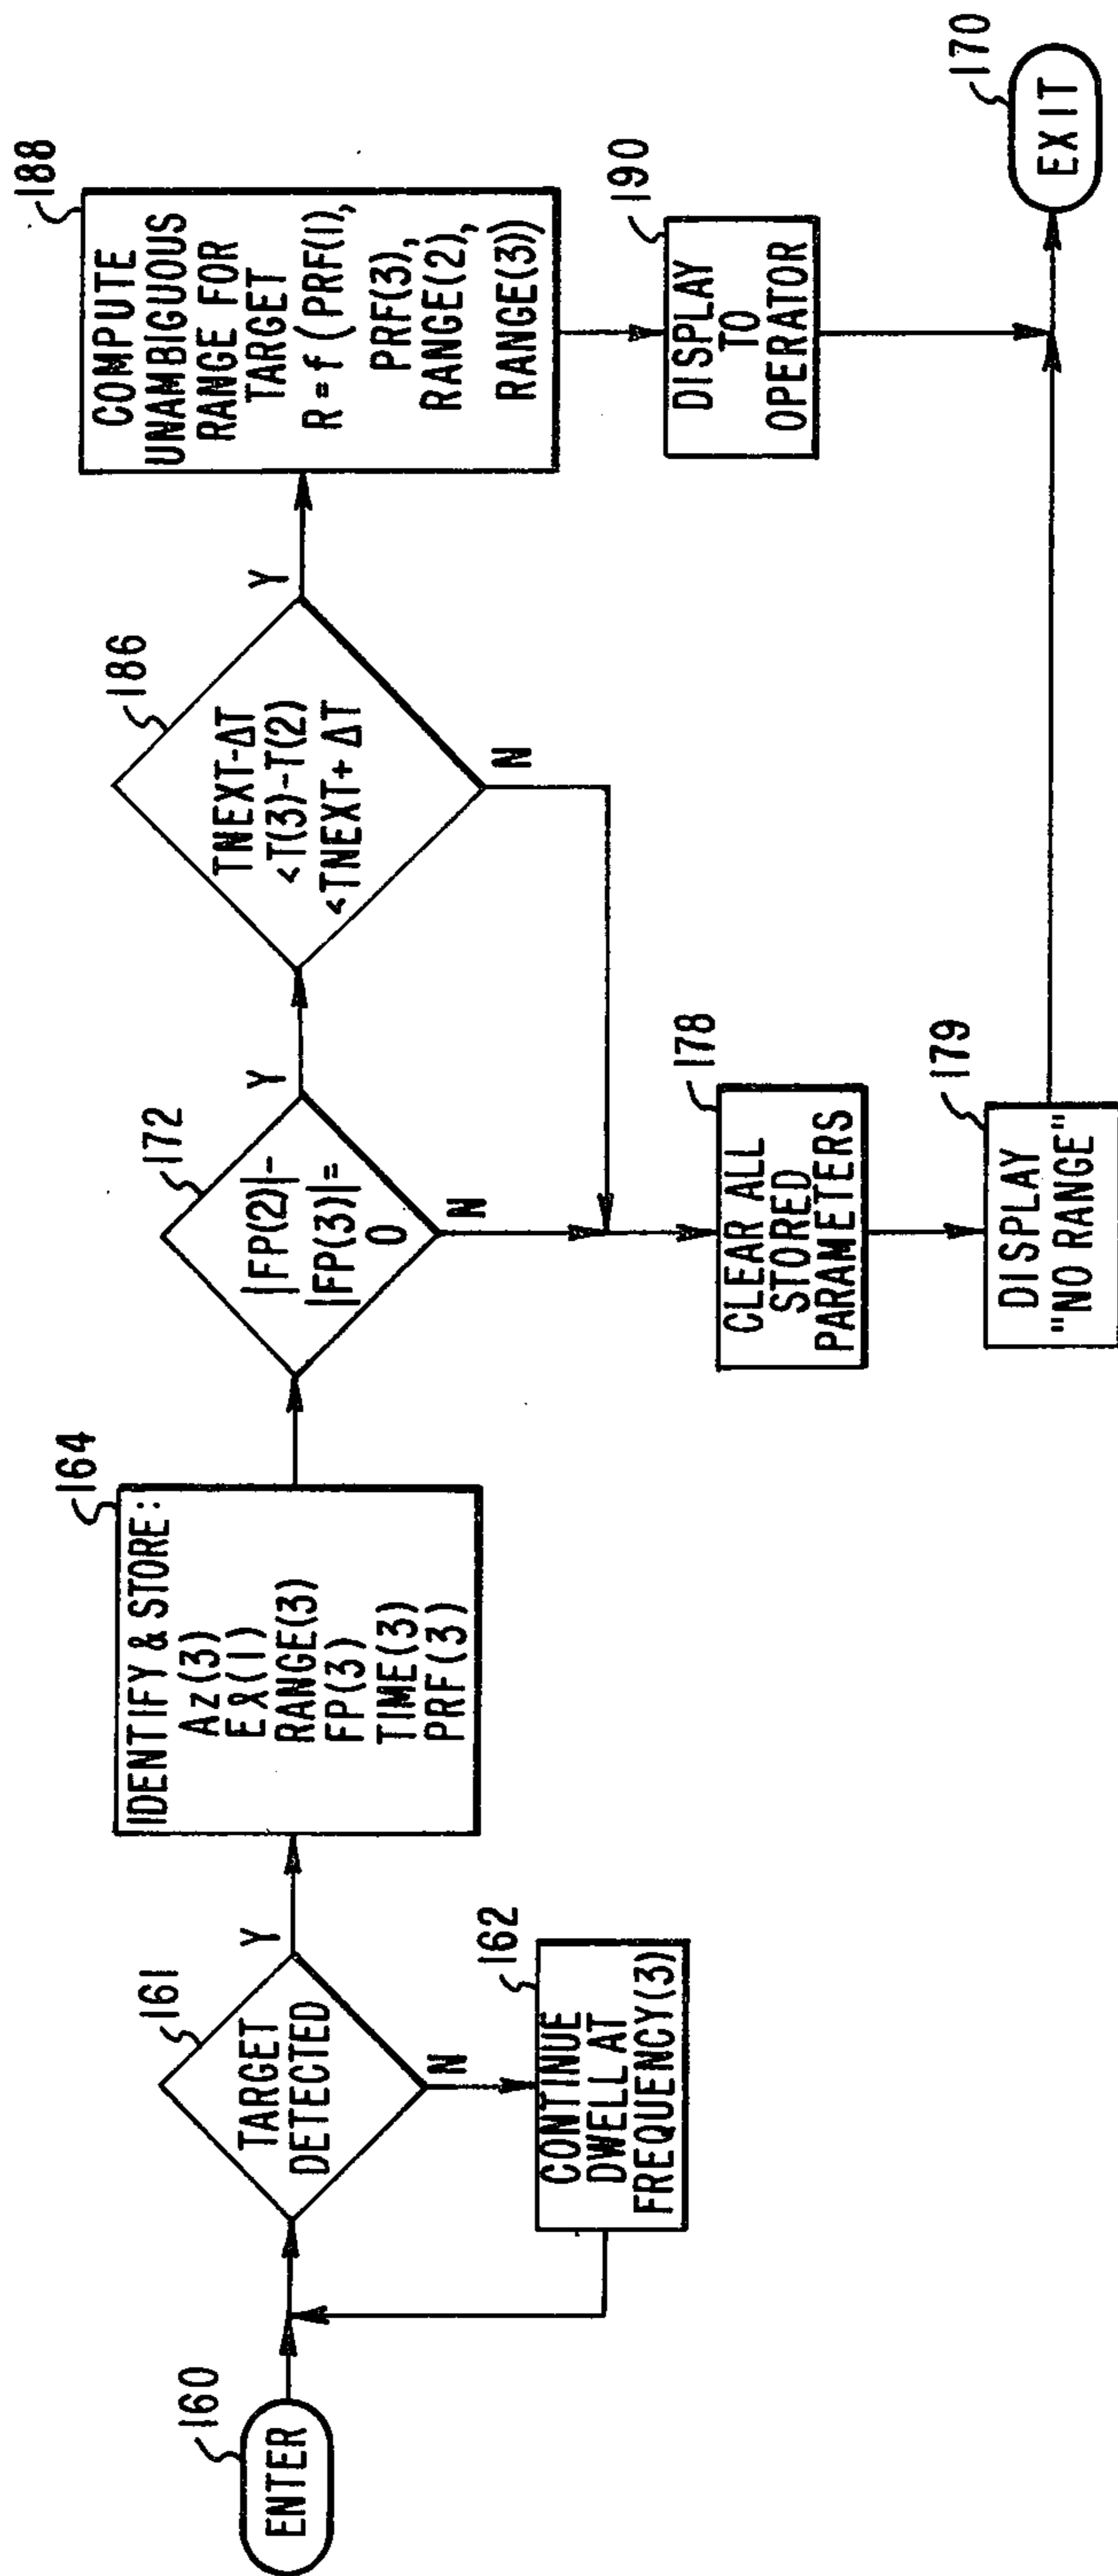 160
ENTER
161
TARGET
DETECTED
Y
N
162
CONTINUE
DWELL AT
FREQUENCY(3)
164
IDENTIFY & STORE:
Az(3)
Eℓ(1)
RANGE(3)
FP(3)
TIME(3)
PRF(3)
172
|FP(2)|-
|FP(3)|=
0
Y
N
186
TNEXT-ΔT
<T(3)-T(2)
<TNEXT+ ΔT
Y
N
188
COMPUTE
UNAMBIGUOUS
RANGE FOR
TARGET
R=f(PRF(1),
PRF(3),
RANGE(2),
RANGE(3))
178
CLEAR ALL
STORED
PARAMETERS
179
DISPLAY
"NO RANGE"
190
DISPLAY
TO
OPERATOR
170
EXIT